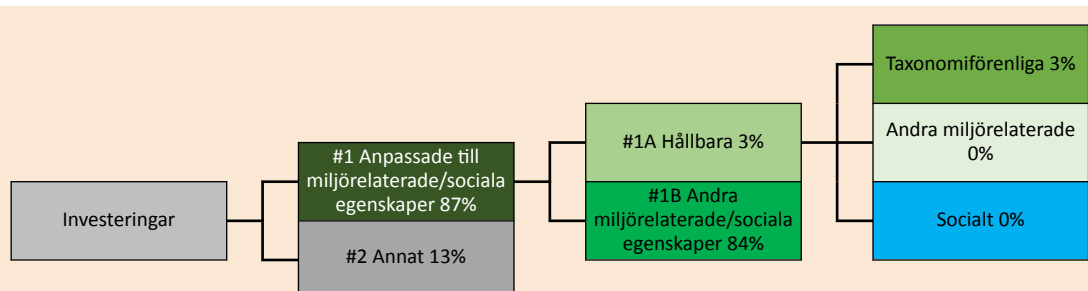 Investeringar
#1 Anpassade till
miljörelaterade/sociala
egenskaper 87%
#2 Annat 13%
#1A Hållbara 3%
#1B Andra
miljörelaterade/sociala
egenskaper 84%
Taxonomiförenliga 3%
Andra miljörelaterade
0%
Socialt 0%